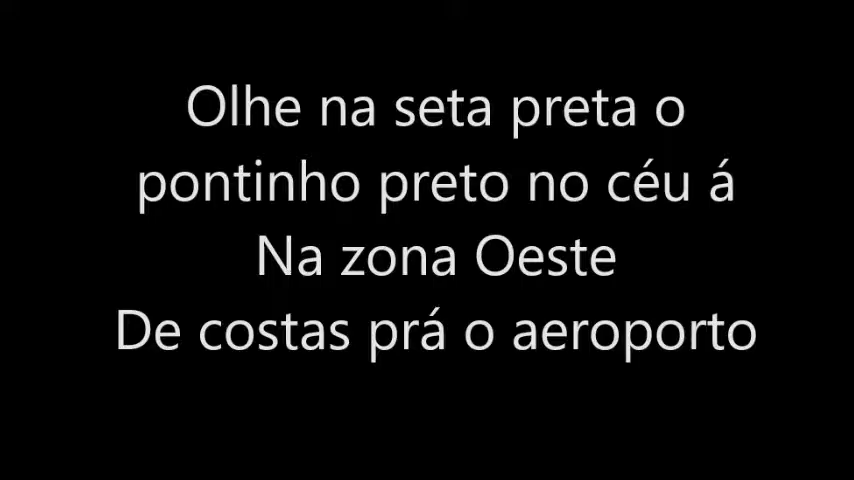 Olhe na seta preta o
pontinho preto no céu á
Na zona Oeste
De costas prá o aeroporto